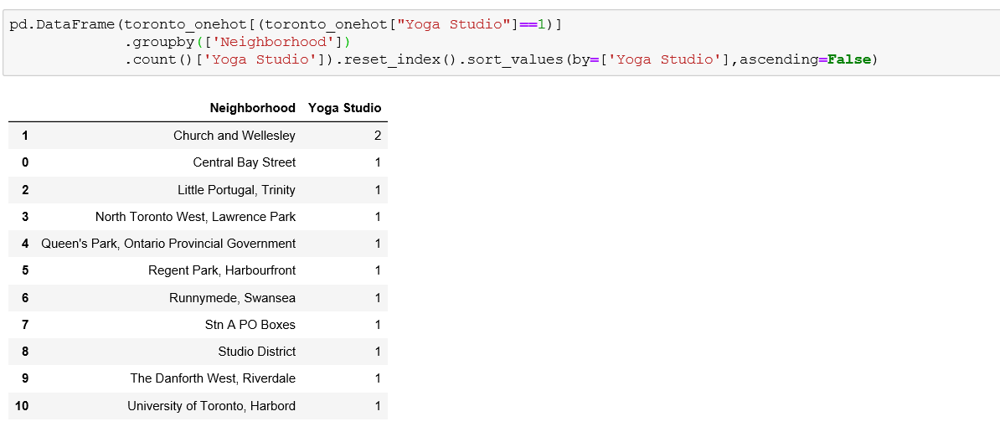 pd.DataFrame(toronto_onehot[(toronto_onehot["Yoga Studio"]==1)]
.groupby(['Neighborhood'])
.count()['Yoga Studio']).reset_index().sort_values(by=['Yoga Studio'],ascending=False)
Neighborhood Yoga Studio
1 Church and Wellesley 2
0 Central Bay Street 1
2 Little Portugal, Trinity 1
3 North Toronto West, Lawrence Park 1
4 Queen's Park, Ontario Provincial Government 1
5 Regent Park, Harbourfront 1
6 Runnymede, Swansea 1
7 Stn A PO Boxes 1
8 Studio District 1
9 The Danforth West, Riverdale 1
10 University of Toronto, Harbord 1